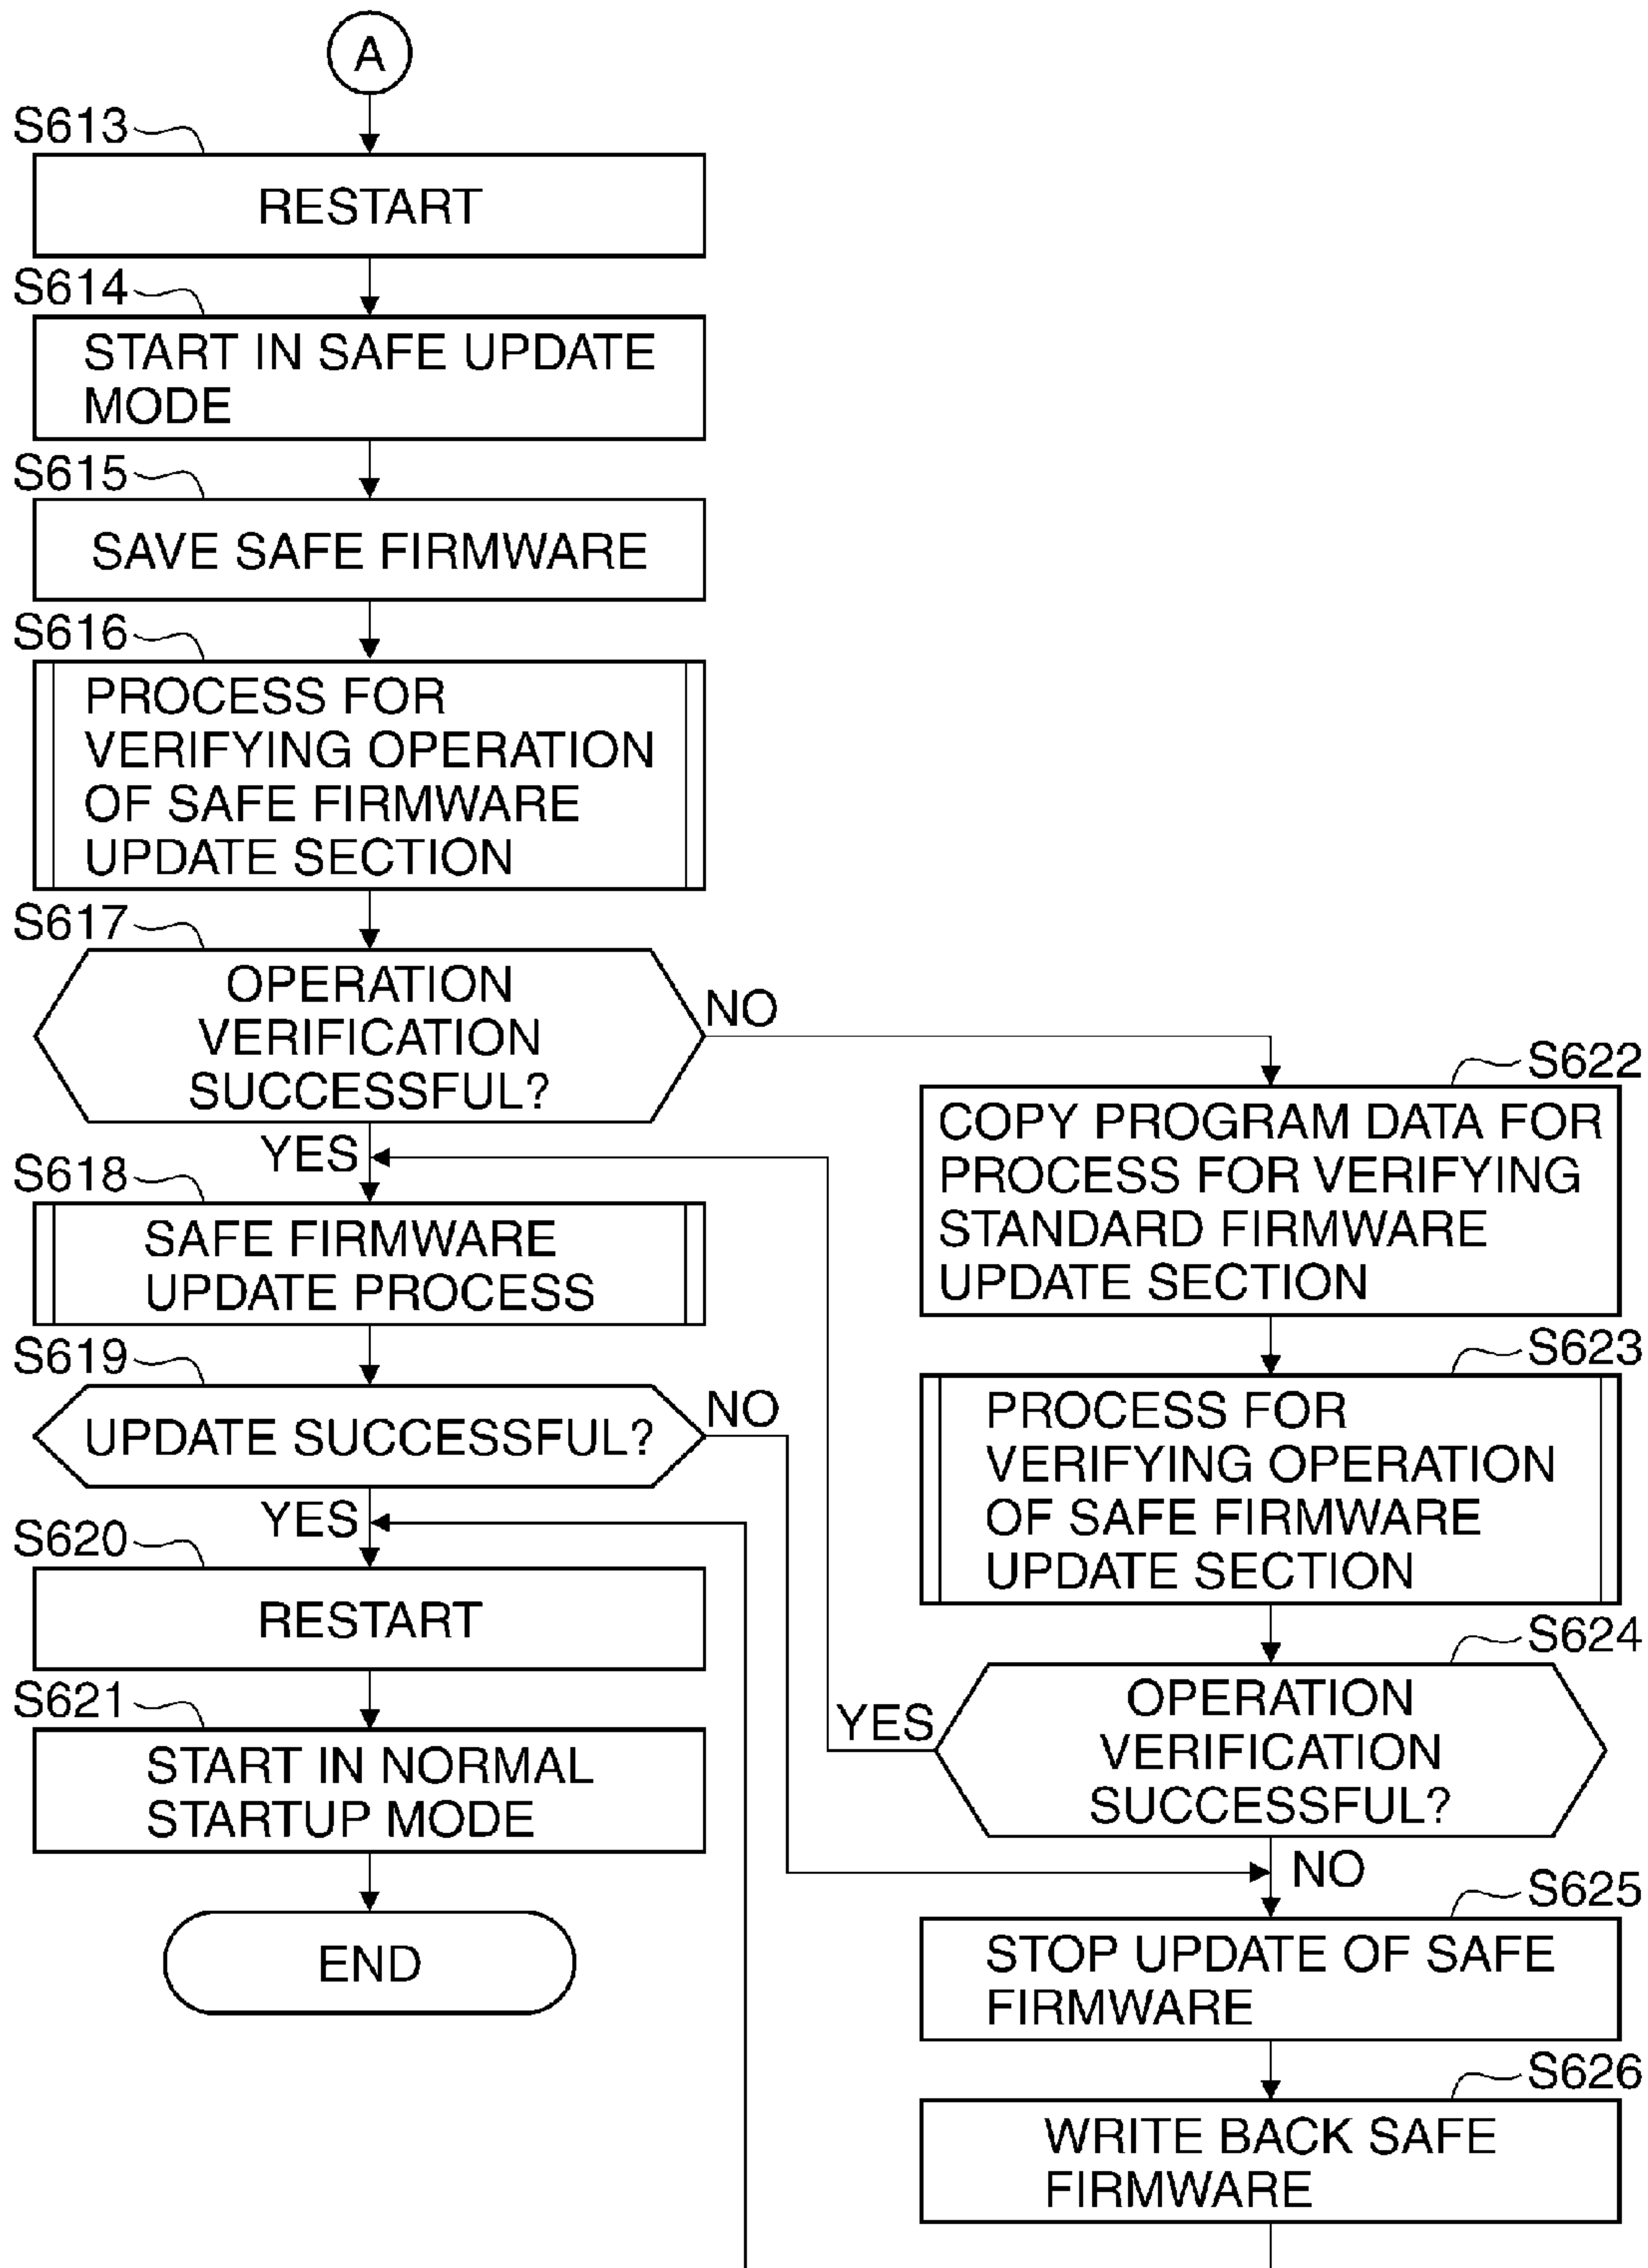 A
S613
RESTART
S614
START IN SAFE UPDATE
MODE
S615
SAVE SAFE FIRMWARE
S616
PROCESS FOR
VERIFYING OPERATION
OF SAFE FIRMWARE
UPDATE SECTION
S617
OPERATION
VERIFICATION
SUCCESSFUL?
NO
YES
S618
SAFE FIRMWARE
UPDATE PROCESS
S619
UPDATE SUCCESSFUL?
NO
YES
S620
RESTART
S621
START IN NORMAL
STARTUP MODE
END
S622
COPY PROGRAM DATA FOR
PROCESS FOR VERIFYING
STANDARD FIRMWARE
UPDATE SECTION
S623
PROCESS FOR
VERIFYING OPERATION
OF SAFE FIRMWARE
UPDATE SECTION
S624
OPERATION
VERIFICATION
SUCCESSFUL?
YES
NO
S625
STOP UPDATE OF SAFE
FIRMWARE
S626
WRITE BACK SAFE
FIRMWARE